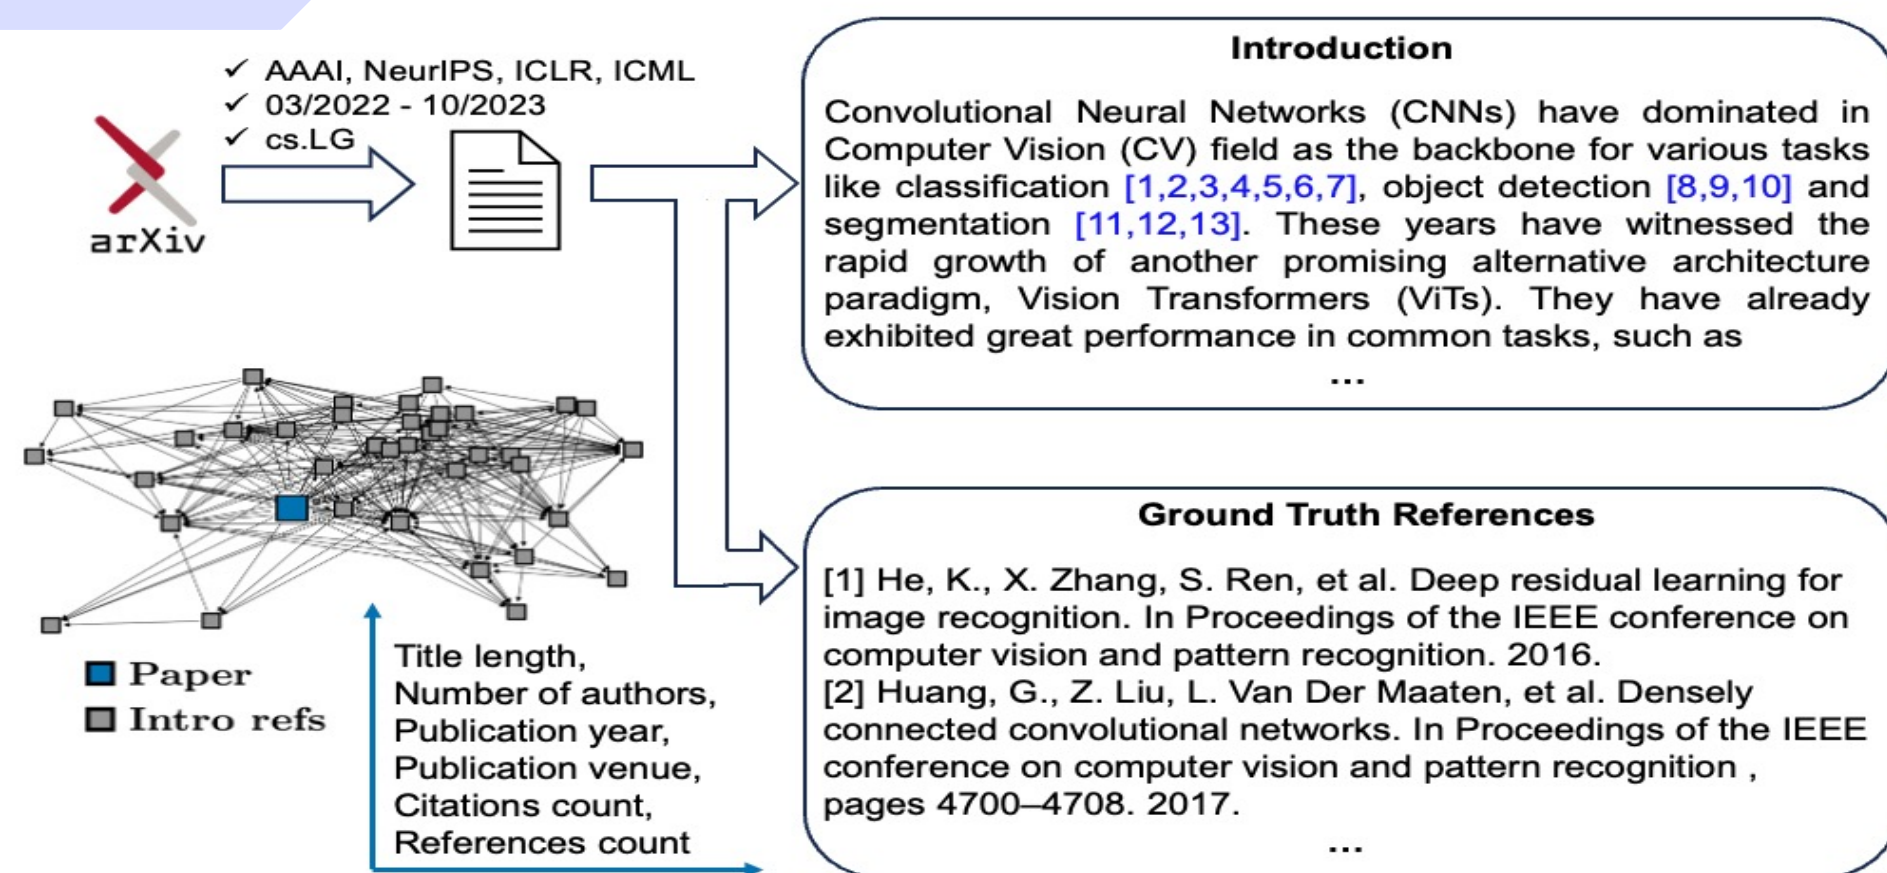 ✓ AAAI, NeurIPS, ICLR, ICML
✓ 03/2022 - 10/2023
✓ cs.LG
arXiv
Introduction
Convolutional Neural Networks (CNNs) have dominated in
Computer Vision (CV) field as the backbone for various tasks
like classification [1,2,3,4,5,6,7], object detection [8,9,10] and
segmentation [11,12,13]. These years have witnessed the
rapid growth of another promising alternative architecture
paradigm, Vision Transformers (ViTs). They have already
exhibited great performance in common tasks, such as
...
Paper
Intro refs
Title length,
Number of authors,
Publication year,
Publication venue,
Citations count,
References count
Ground Truth References
[1] He, K., X. Zhang, S. Ren, et al. Deep residual learning for
image recognition. In Proceedings of the IEEE conference on
computer vision and pattern recognition. 2016.
[2] Huang, G., Z. Liu, L. Van Der Maaten, et al. Densely
connected convolutional networks. In Proceedings of the IEEE
conference on computer vision and pattern recognition ,
pages 4700–4708. 2017.
...